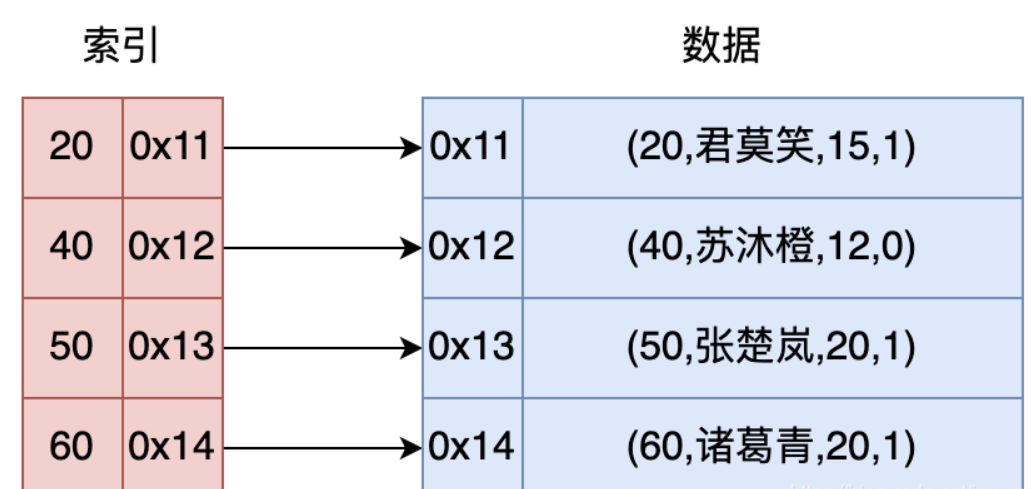 索引 数据
20 0x11 0x11 (20,君莫笑,15,1)
40 0x12 0x12 (40,苏沐橙,12,0)
50 0x13 0x13 (50,张楚岚,20,1)
60 0x14 0x14 (60,诸葛青,20,1)